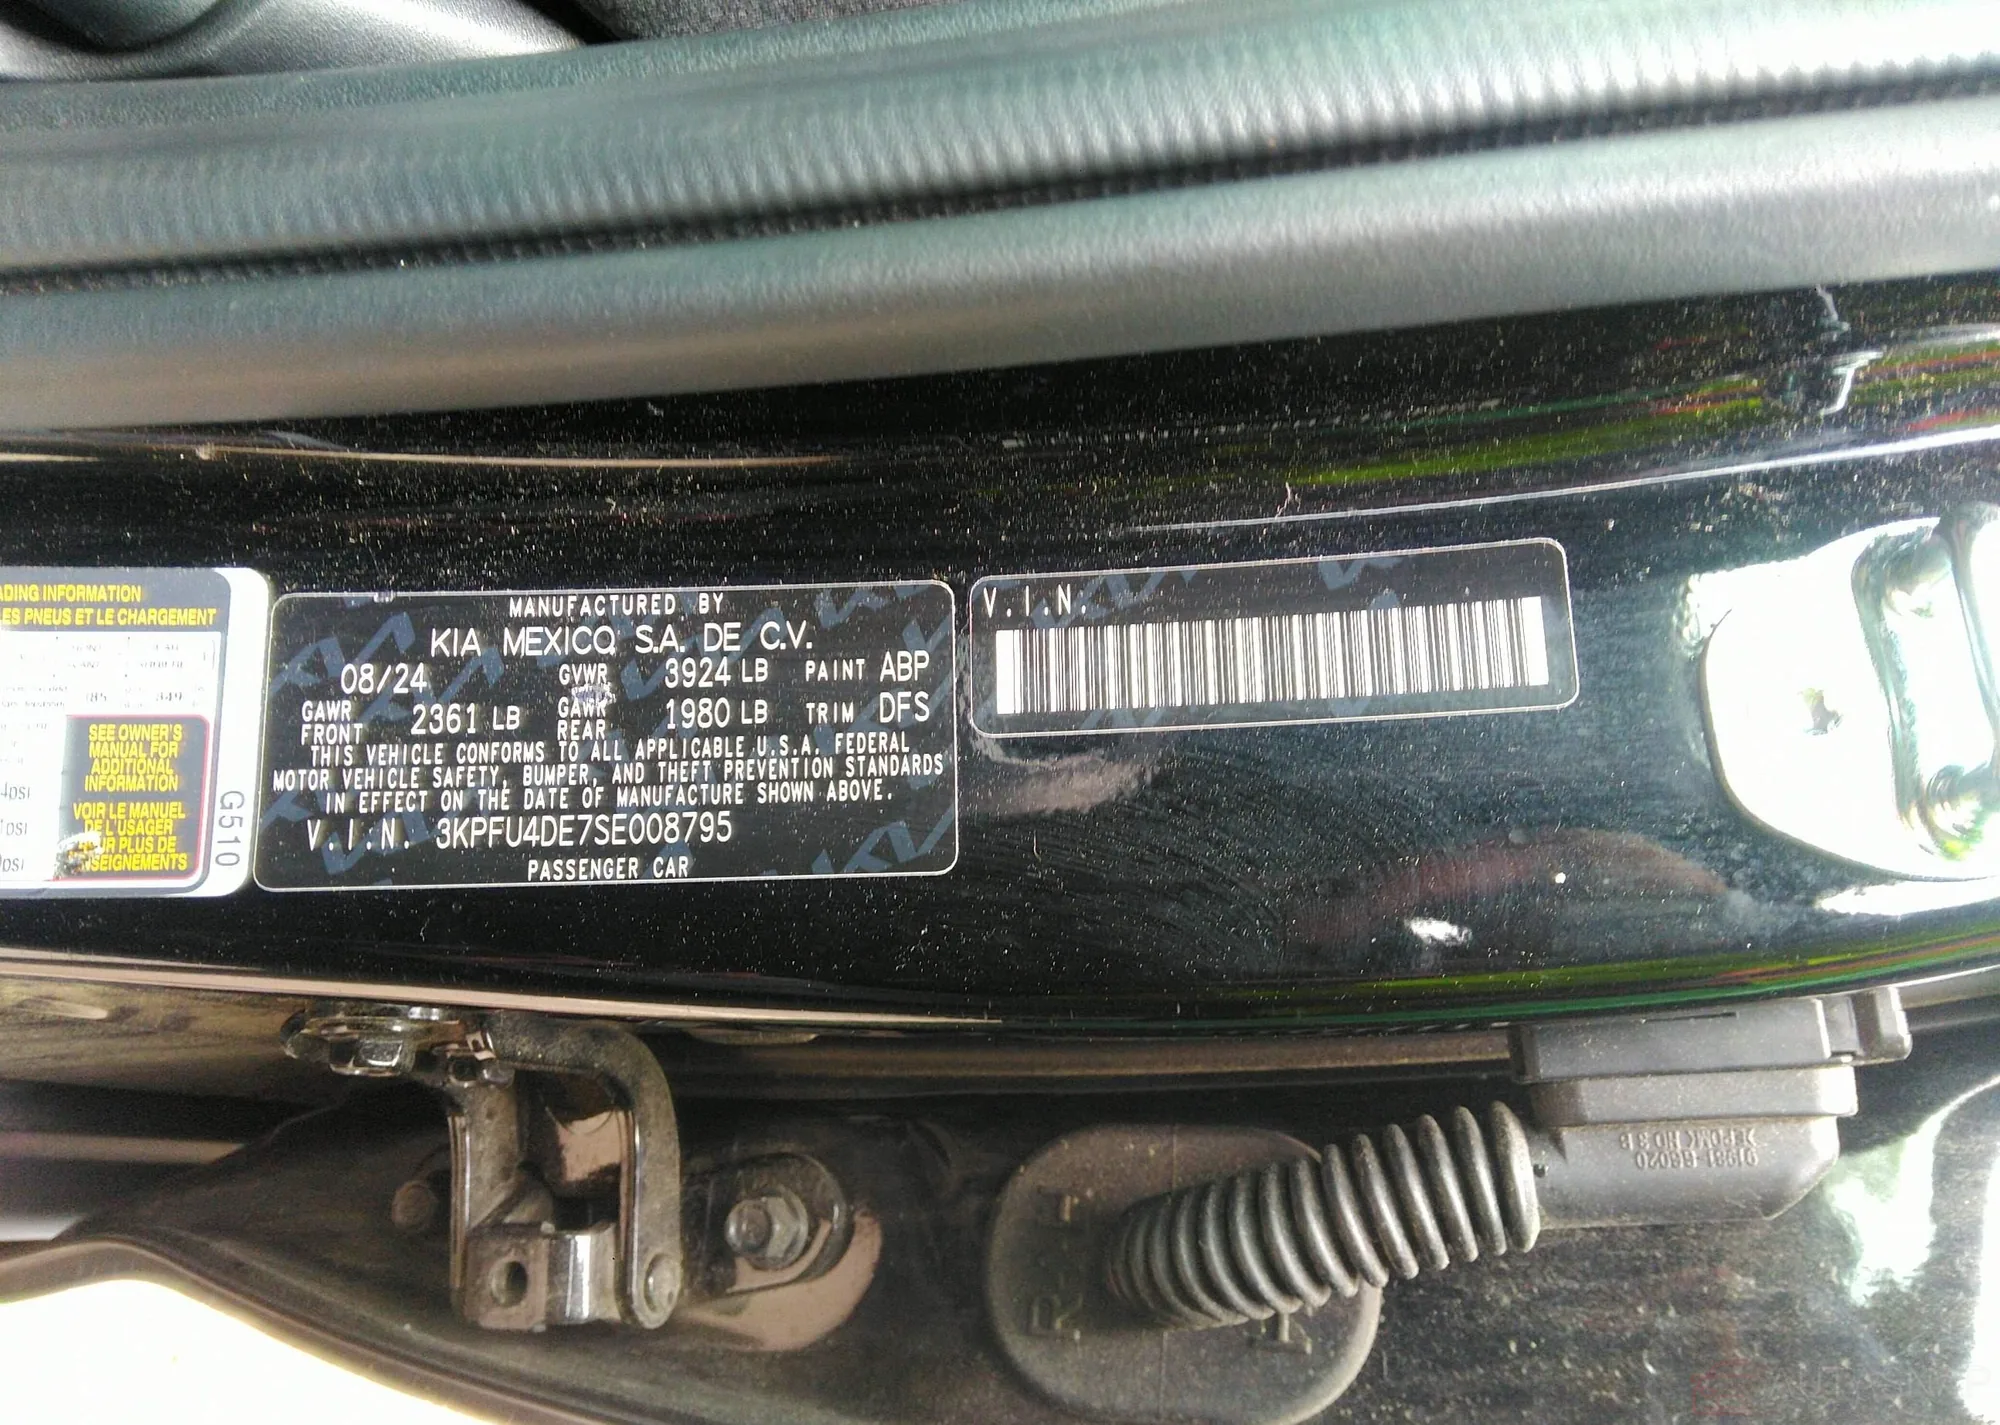 ADING INFORMATION
ES PNEUS ET LE CHARGEMENT
SEE OWNER'S
MANUAL FOR
ADDITIONAL
INFORMATION
VOIR LE MANUEL
DE L'USAGER
PLUS DE
G510
MANUFACTURED BY
KIA MEXICO, S.A. DE C.V.
08/24 GVWR 3924 LB PAINT ABP
GAWR FRONT 2361 LB GAWR REAR 1980 LB TRIM DFS
THIS VEHICLE CONFORMS TO ALL APPLICABLE U.S.A. FEDERAL
MOTOR VEHICLE SAFETY, BUMPER, AND THEFT PREVENTION STANDARDS
IN EFFECT ON THE DATE OF MANUFACTURE SHOWN ABOVE.
V.I.N. 3KPFU4DE7SE008795
PASSENGER CAR
V.I.N.